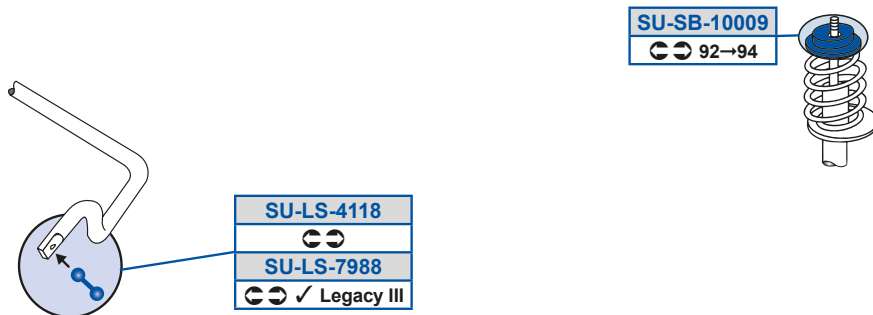 SU-SB-10009
92→94
SU-LS-4118
SU-LS-7988
✓ Legacy III